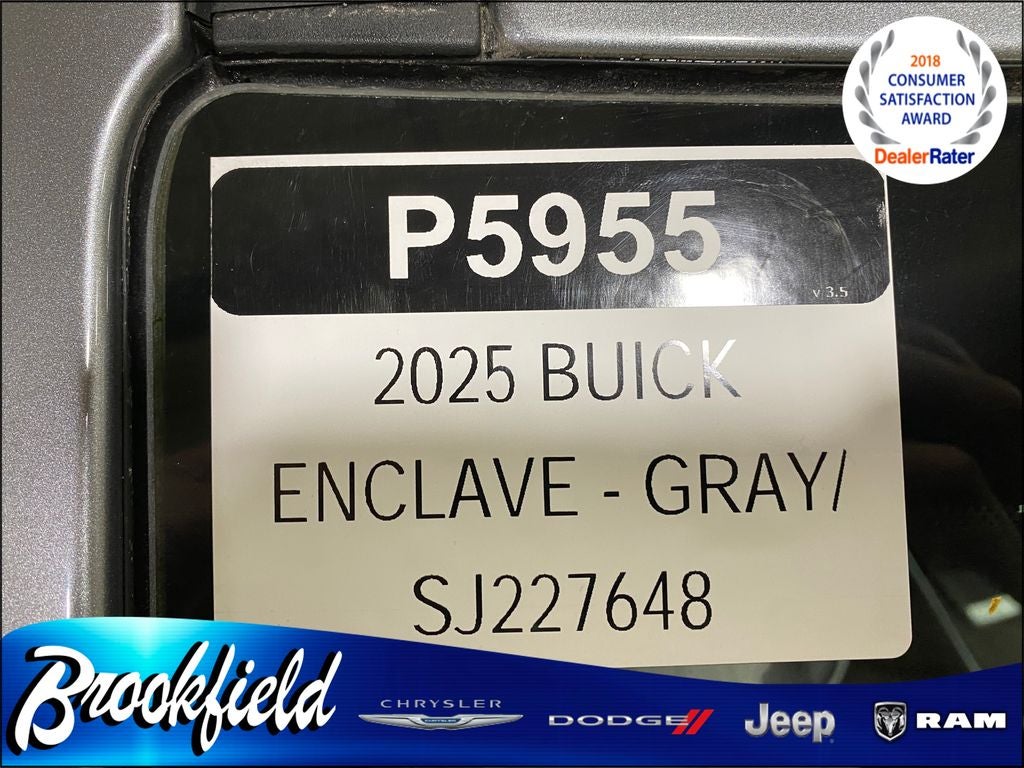 2018
CONSUMER
SATISFACTION
AWARD
DealerRater
P5955
v 3.5
2025 BUICK
ENCLAVE - GRAY/
SJ227648
Brookfield
CHRYSLER
DODGE
Jeep
RAM